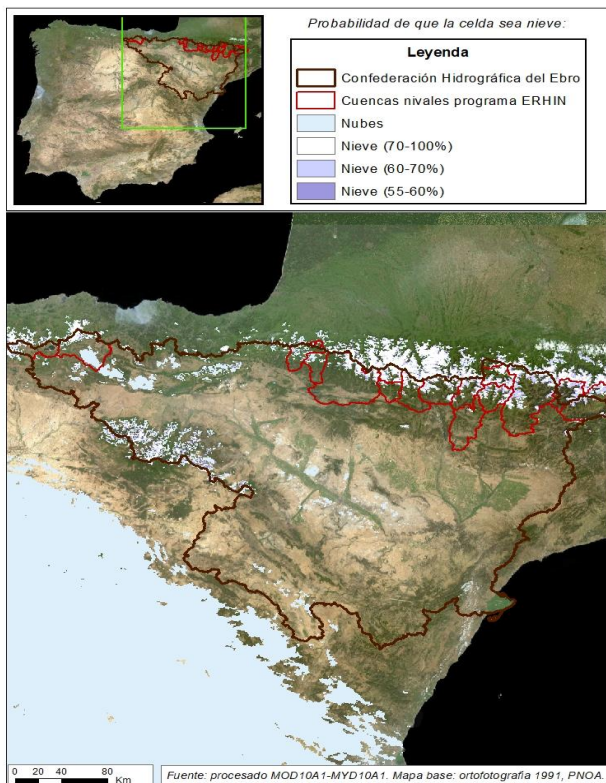 Probabilidad de que la celda sea nieve:
Leyenda
Confederación Hidrográfica del Ebro
Cuencas nivales programa ERHIN
Nubes
Nieve (70-100%)
Nieve (60-70%)
Nieve (55-60%)
0 20 40 80
Km
Fuente: procesado MOD10A1-MYD10A1. Mapa base: ortofotografia 1991, PNOA.